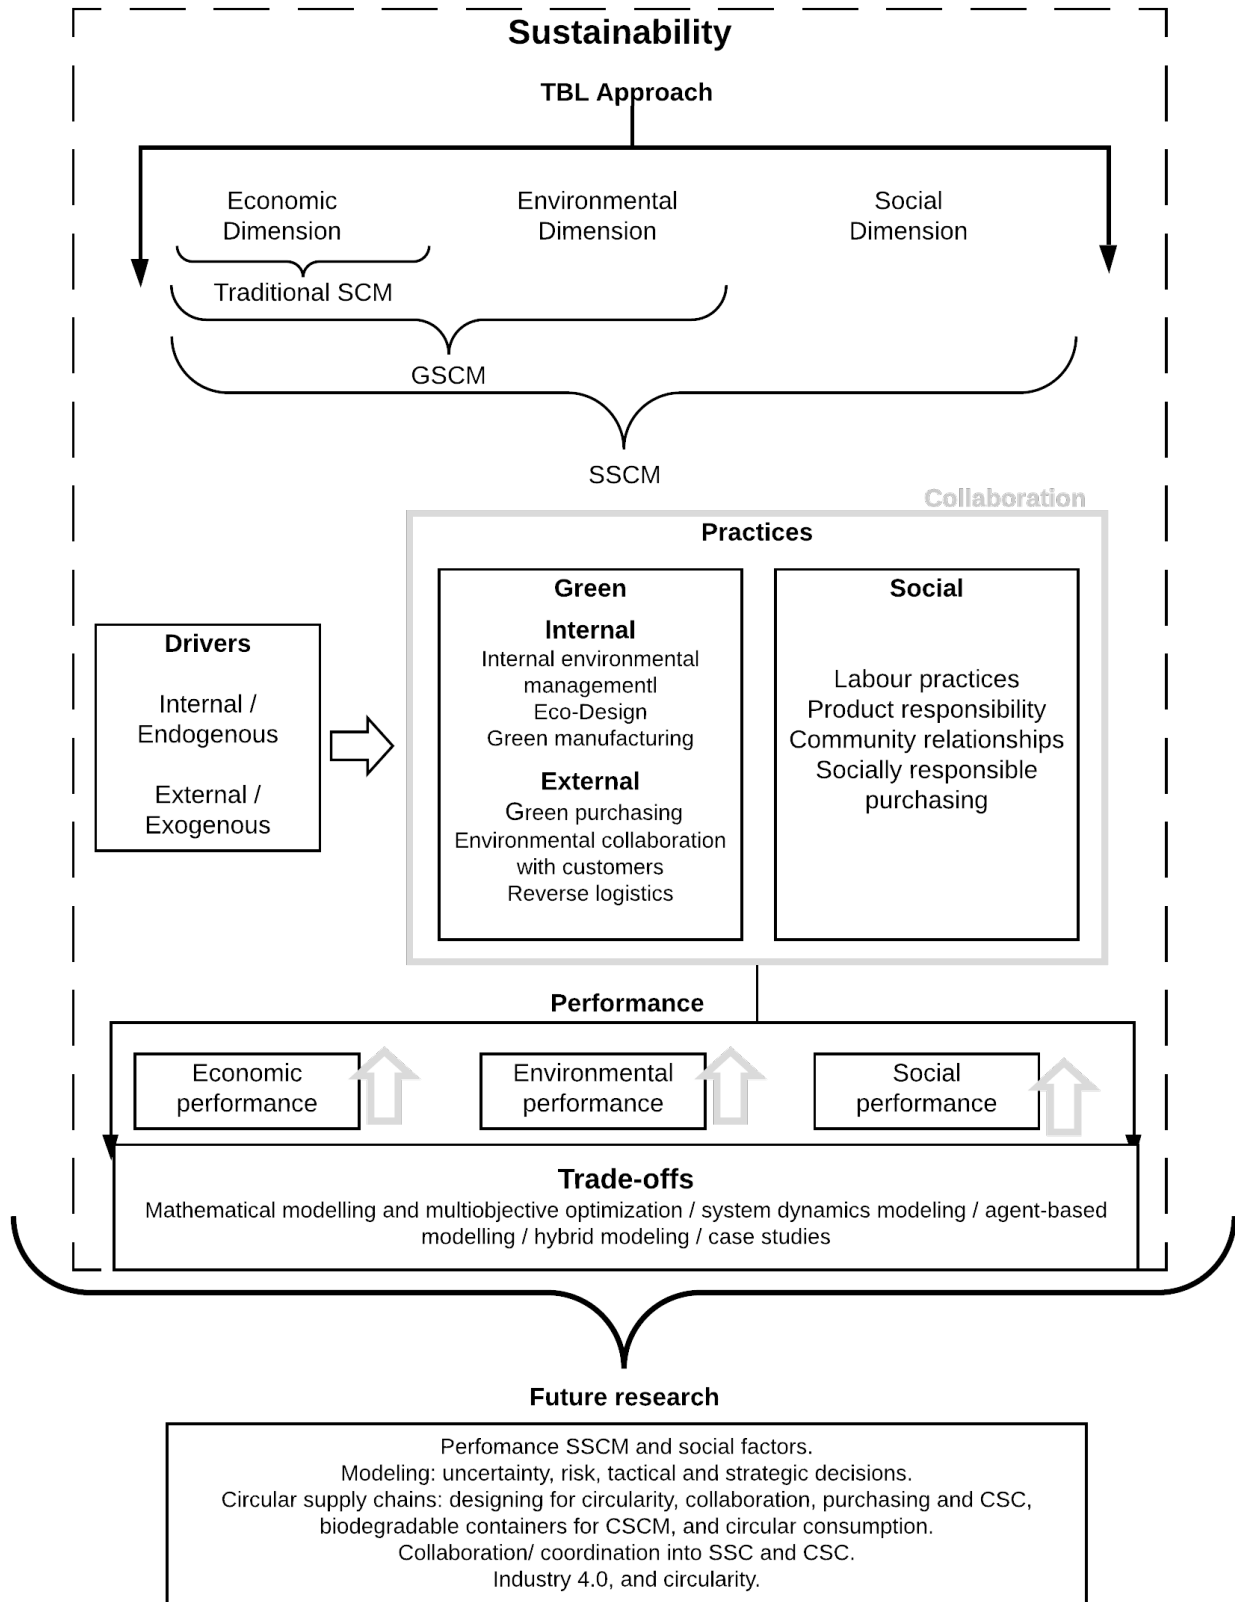 Sustainability
TBL Approach
Economic
Dimension
Environmental
Dimension
Social
Dimension
Traditional SCM
GSCM
SSCM
Collaboration
Practices
Drivers
Internal /
Endogenous
External /
Exogenous
Green
Internal
Internal environmental
managementl
Eco-Design
Green manufacturing
External
Green purchasing
Environmental collaboration
with customers
Reverse logistics
Social
Labour practices
Product responsibility
Community relationships
Socially responsible
purchasing
Performance
Economic
performance
Environmental
performance
Social
performance
Trade-offs
Mathematical modelling and multiobjective optimization / system dynamics modeling / agent-based
modelling / hybrid modeling / case studies
Future research
Perfomance SSCM and social factors.
Modeling: uncertainty, risk, tactical and strategic decisions.
Circular supply chains: designing for circularity, collaboration, purchasing and CSC,
biodegradable containers for CSCM, and circular consumption.
Collaboration/ coordination into SSC and CSC.
Industry 4.0, and circularity.